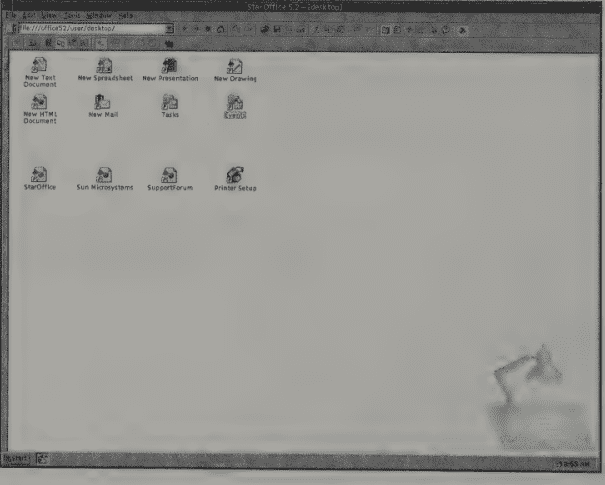 StarOffice 5.2 - [desktop]
File Edit View Tools Window Help
file:///office52/user/desktop/
New Text Document
New Spreadsheet
New Presentation
New Drawing
New HTML Document
New Mail
Tasks
Events
StarOffice
Sun Microsystems
SupportForum
Printer Setup